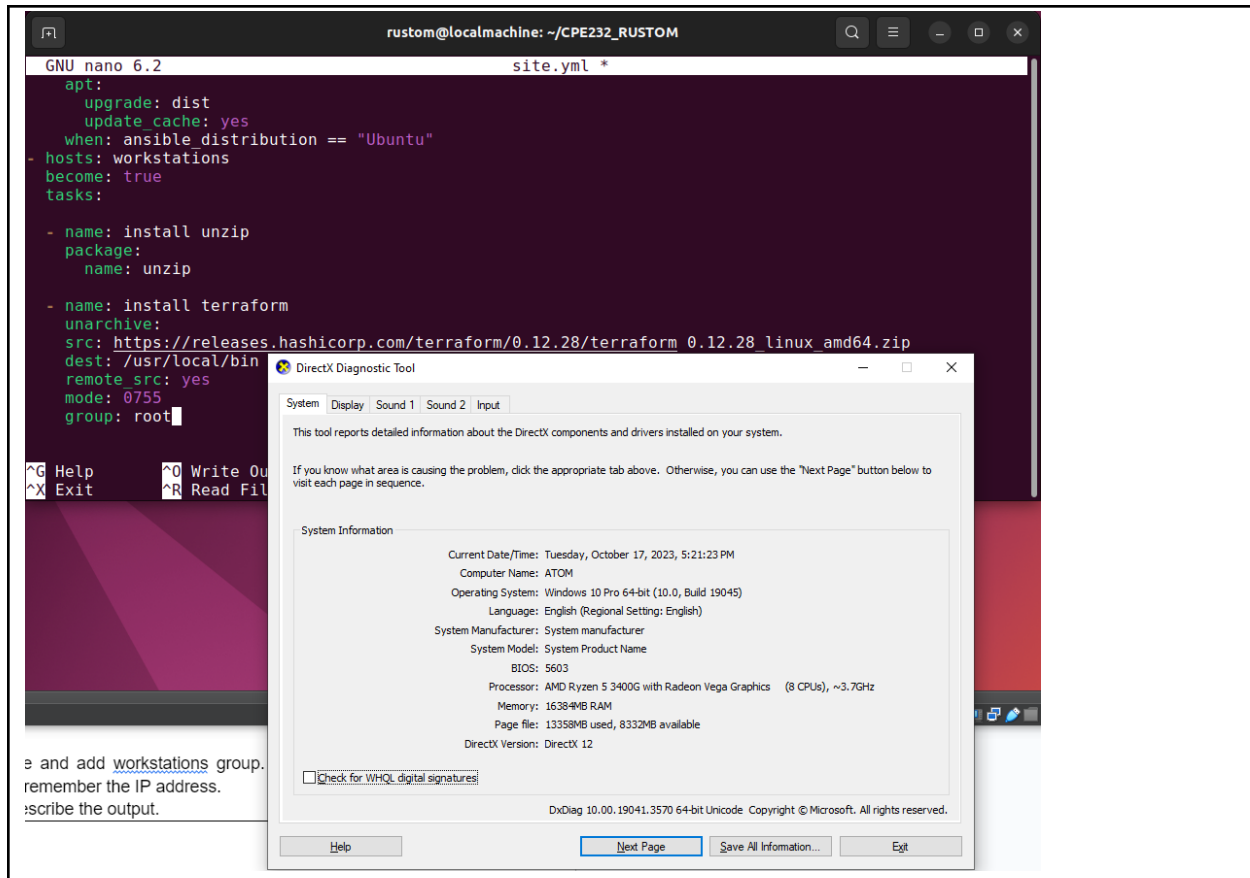 rustom@localmachine: ~/CPE232_RUSTOM
GNU nano 6.2 site.yml *
apt:
upgrade: dist
update_cache: yes
when: ansible_distribution == "Ubuntu"
- hosts: workstations
become: true
tasks:
- name: install unzip
package:
name: unzip
- name: install terraform
unarchive:
src: https://releases.hashicorp.com/terraform/0.12.28/terraform_0.12.28_linux_amd64.zip
dest: /usr/local/bin
remote_src: yes
mode: 0755
group: root
^G Help ^O Write Ou
^X Exit ^R Read Fil
DirectX Diagnostic Tool
System Display Sound 1 Sound 2 Input
This tool reports detailed information about the DirectX components and drivers installed on your system.
If you know what area is causing the problem, click the appropriate tab above. Otherwise, you can use the "Next Page" button below to
visit each page in sequence.
System Information
Current Date/Time: Tuesday, October 17, 2023, 5:21:23 PM
Computer Name: ATOM
Operating System: Windows 10 Pro 64-bit (10.0, Build 19045)
Language: English (Regional Setting: English)
System Manufacturer: System manufacturer
System Model: System Product Name
BIOS: 5603
Processor: AMD Ryzen 5 3400G with Radeon Vega Graphics (8 CPUs), ~3.7GHz
Memory: 16384MB RAM
Page file: 13358MB used, 8332MB available
DirectX Version: DirectX 12
Check for WHQL digital signatures
DxDiag 10.00.19041.3570 64-bit Unicode Copyright © Microsoft. All rights reserved.
Help Next Page Save All Information... Exit
e and add workstations group.
remember the IP address.
escribe the output.